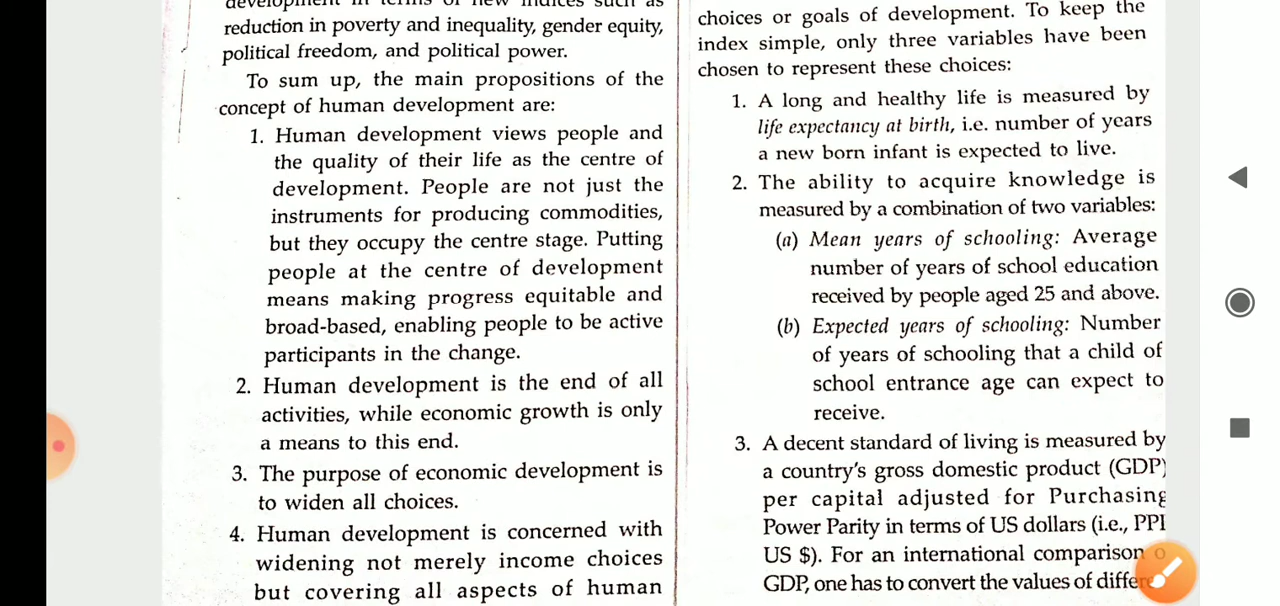 development in terms of new indices such as
reduction in poverty and inequality, gender equity,
political freedom, and political power.
To sum up, the main propositions of the
concept of human development are:
1. Human development views people and
the quality of their life as the centre of
development. People are not just the
instruments for producing commodities,
but they occupy the centre stage. Putting
people at the centre of development
means making progress equitable and
broad-based, enabling people to be active
participants in the change.
2. Human development is the end of all
activities, while economic growth is only
a means to this end.
3. The purpose of economic development is
to widen all choices.
4. Human development is concerned with
widening not merely income choices
but covering all aspects of human
choices or goals of development. To keep the
index simple, only three variables have been
chosen to represent these choices:
1. A long and healthy life is measured by
life expectancy at birth, i.e. number of years
a new born infant is expected to live.
2. The ability to acquire knowledge is
measured by a combination of two variables:
(a) Mean years of schooling: Average
number of years of school education
received by people aged 25 and above.
(b) Expected years of schooling: Number
of years of schooling that a child of
school entrance age can expect to
receive.
3. A decent standard of living is measured by
a country's gross domestic product (GDP)
per capital adjusted for Purchasing
Power Parity in terms of US dollars (i.e., PPP
US $). For an international comparison
GDP, one has to convert the values of